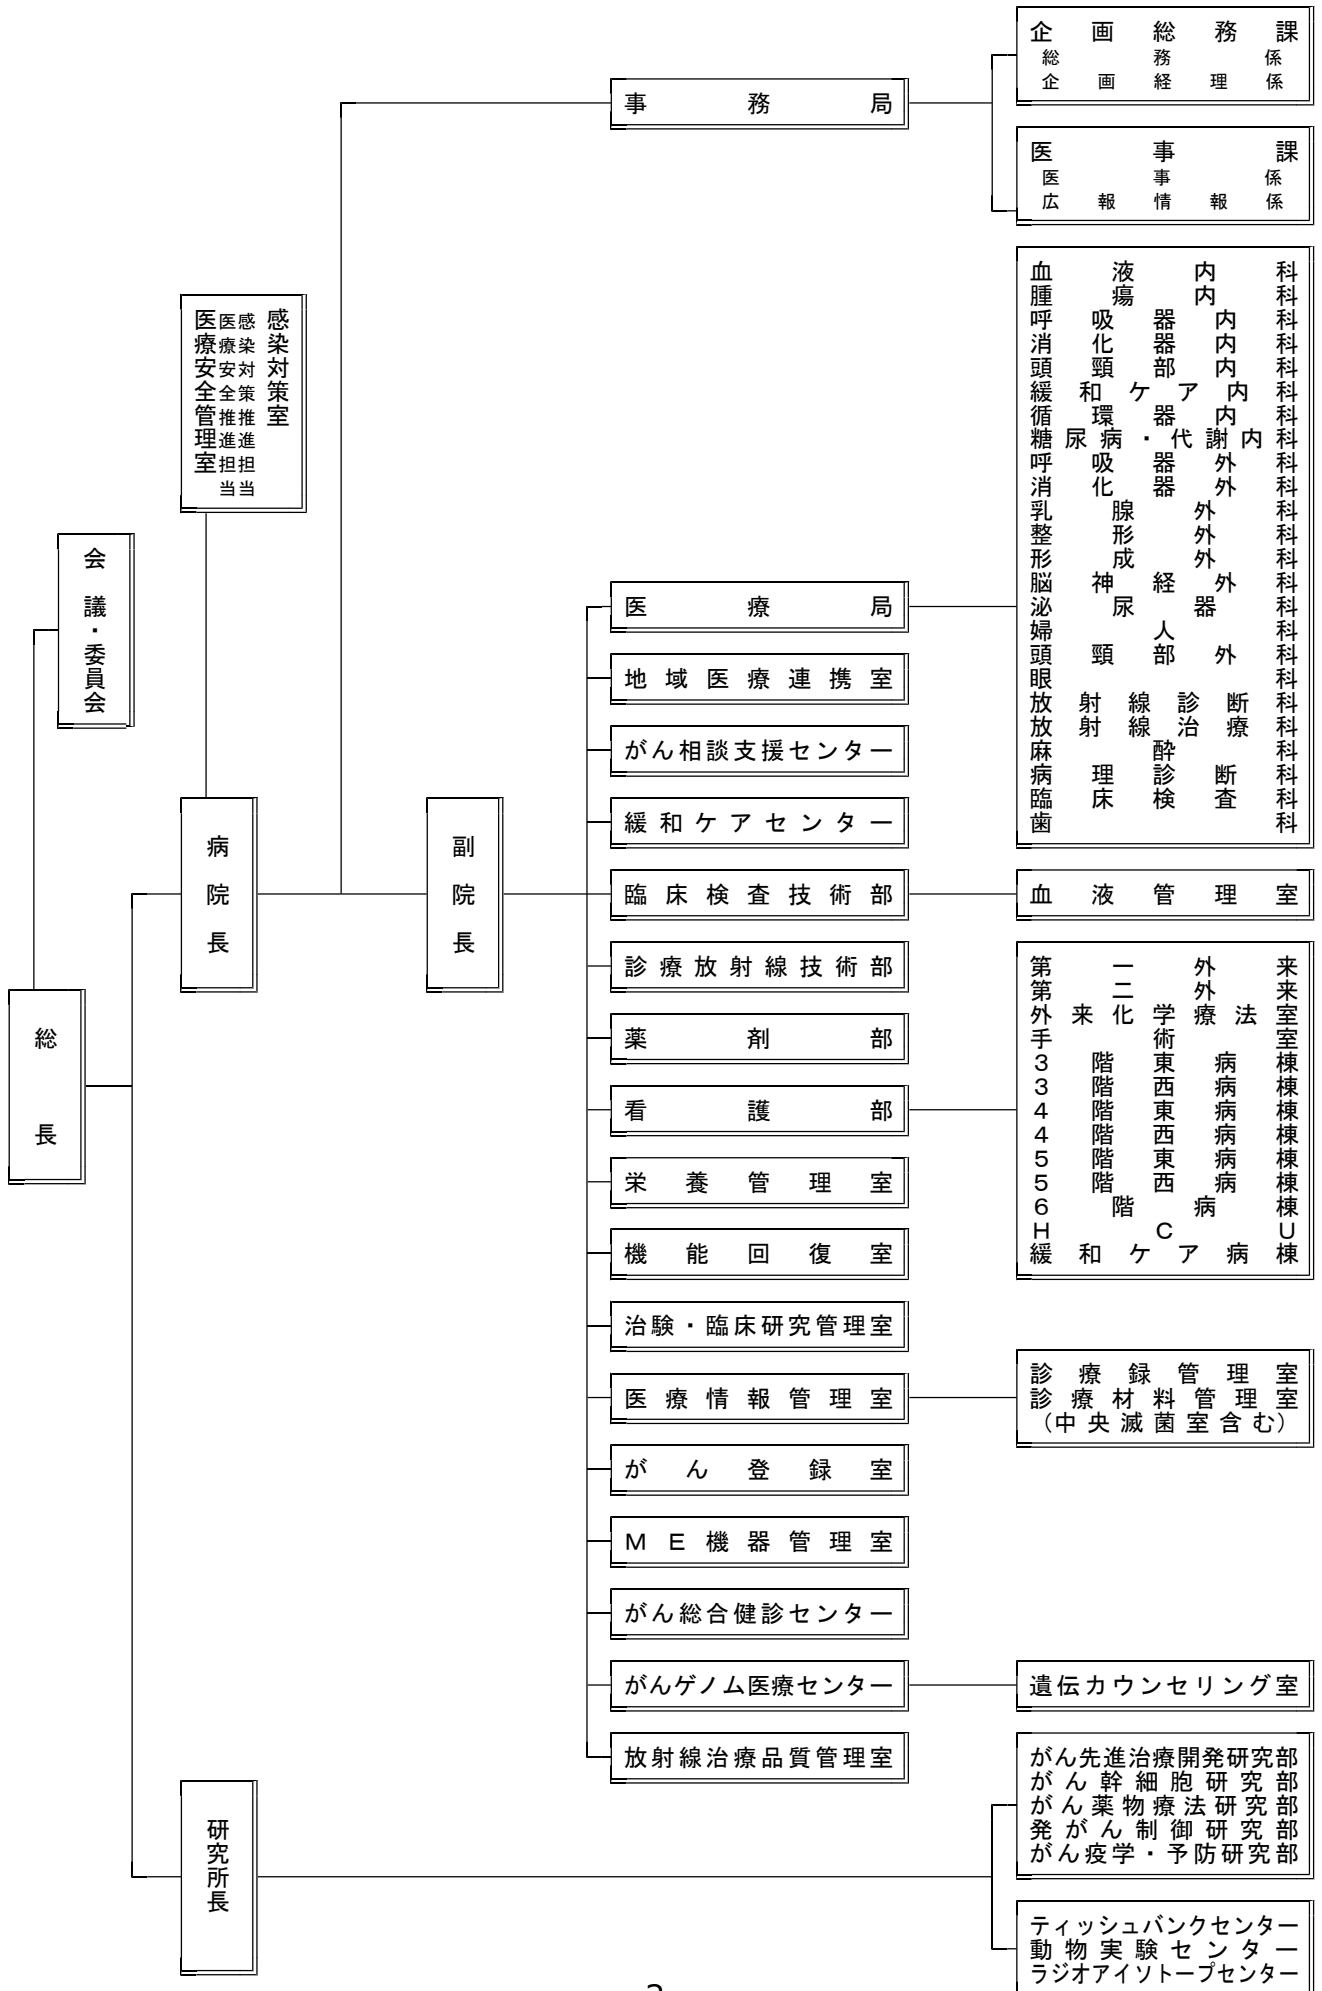 企画総務課
総務係
企画経理係
事務局
医事課
医事係
広報情報係
感染対策室
感染対策推進担当
医療安全推進担当
医療安全管理室
会議・委員会
血液内科
腫瘍内科
呼吸器内科
消化器内科
頭頸部内科
緩和ケア内科
循環器内科
糖尿病・代謝内科
呼吸器外科
消化器外科
乳腺外科
整形外科
形成外科
脳神経外科
泌尿器科
婦人科
頭頸部外科
眼科
放射線診断科
放射線治療科
麻酔科
病理診断科
臨床検査科
歯科
医療局
地域医療連携室
がん相談支援センター
緩和ケアセンター
病院長
副院長
臨床検査技術部
血液管理室
診療放射線技術部
薬剤部
看護部
第一外来
第二外来
外来化学療法室
手術室
3階東病棟
3階西病棟
4階東病棟
4階西病棟
5階東病棟
5階西病棟
6階病棟
HCU
緩和ケア病棟
総長
栄養管理室
機能回復室
治験・臨床研究管理室
医療情報管理室
診療録管理室
診療材料管理室
(中央滅菌室含む)
がん登録室
ME機器管理室
がん総合健診センター
がんゲノム医療センター
遺伝カウンセリング室
放射線治療品質管理室
研究所長
がん先進治療開発研究部
がん幹細胞研究部
がん薬物療法研究部
発がん制御研究部
がん疫学・予防研究部
ティッシュバンクセンター
動物実験センター
ラジオアイソトープセンター